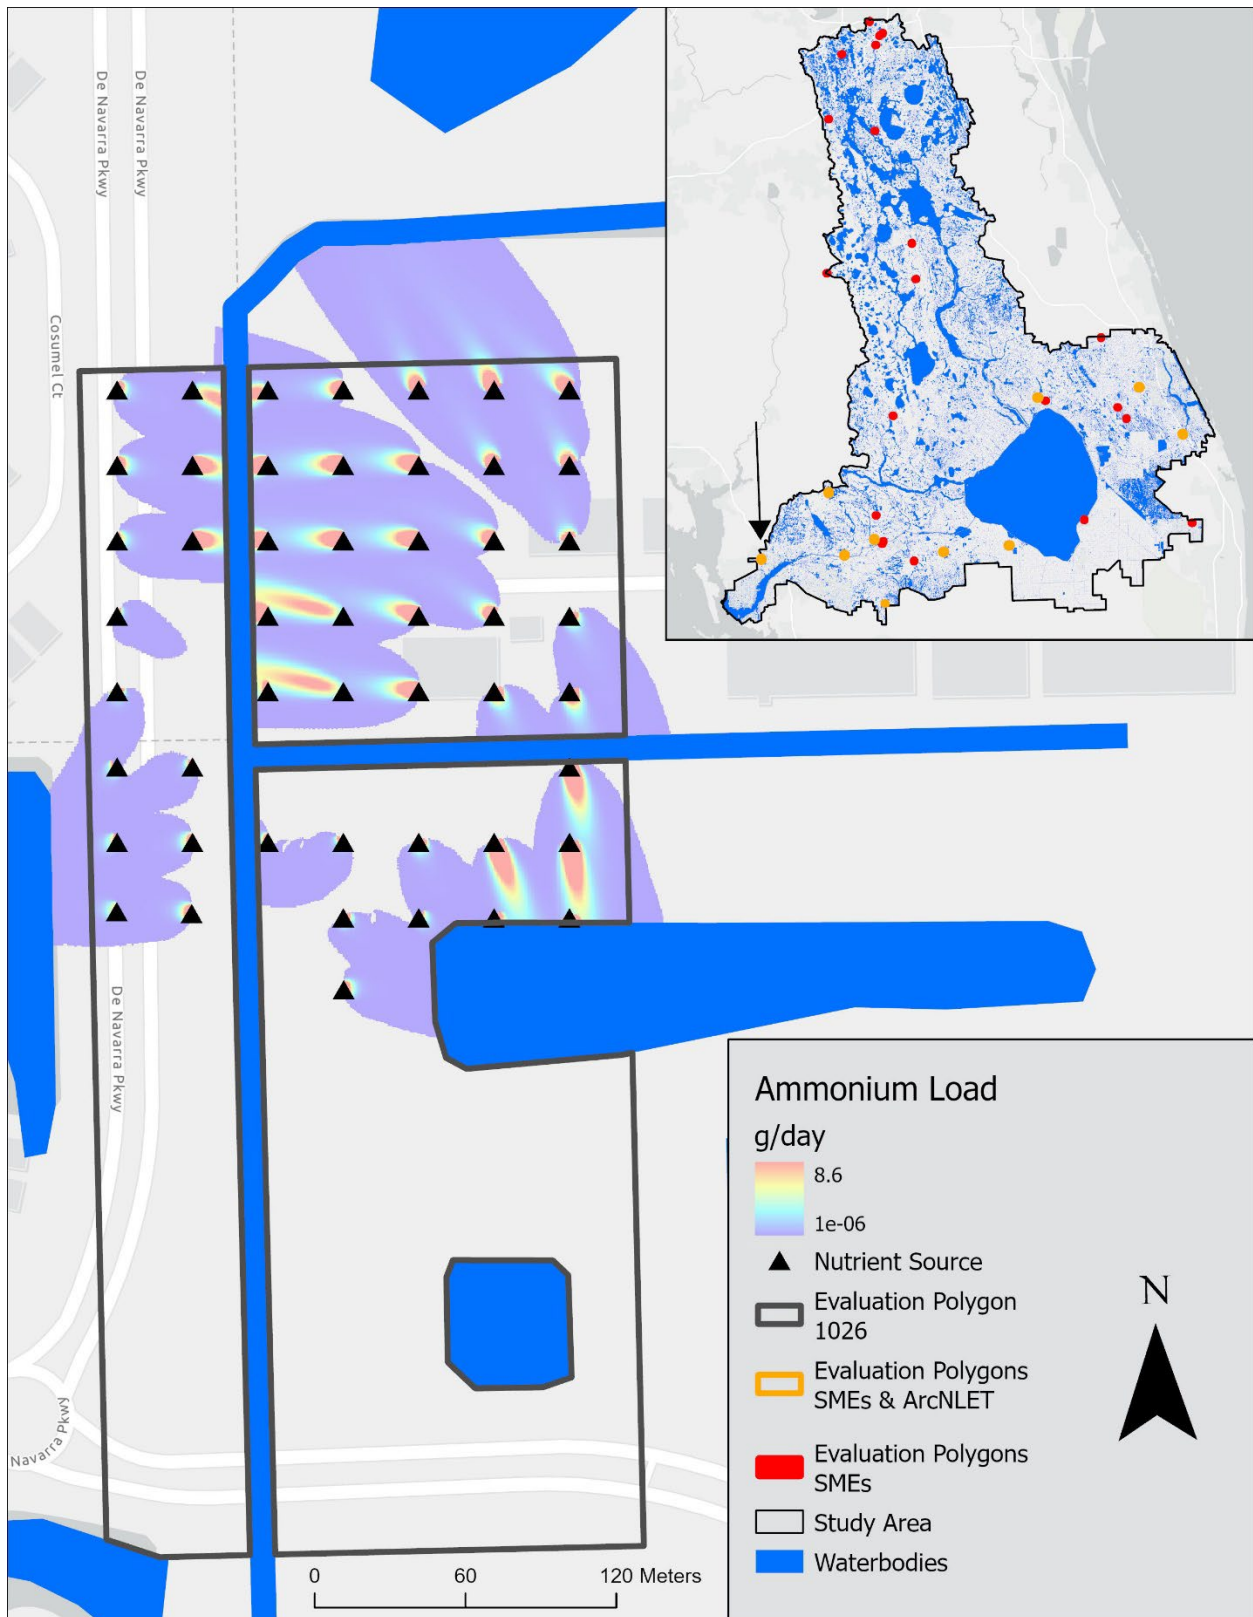 De Navarra Pkwy
De Navarra Pkwy
Cosumel Ct
De Navarra Pkwy
Navarra Pkwy
Ammonium Load
g/day
8.6
1e-06
Nutrient Source
Evaluation Polygon
1026
Evaluation Polygons
SMEs & ArcNLET
Evaluation Polygons
SMEs
Study Area
Waterbodies
N
0 60 120 Meters